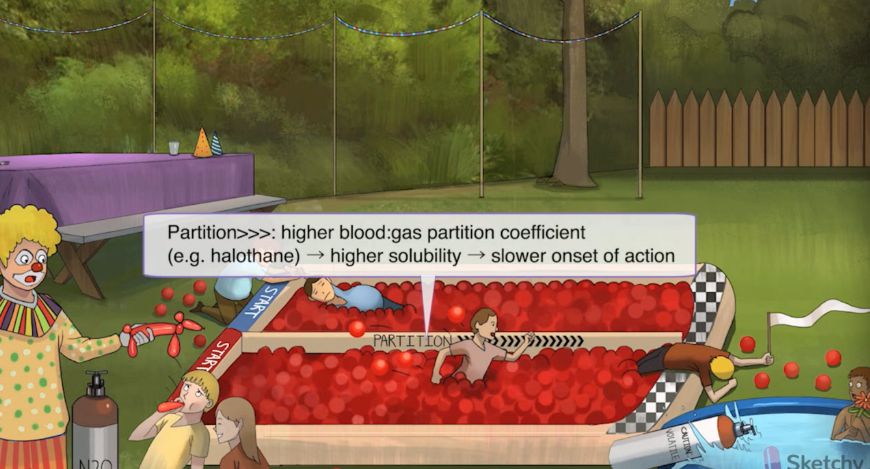 Partition>>>: higher blood:gas partition coefficient
(e.g. halothane) → higher solubility → slower onset of action
START
START
PARTITION>>>>>>>>>>>>
CAUTION!
VOLATILE
N2O
Sketchy